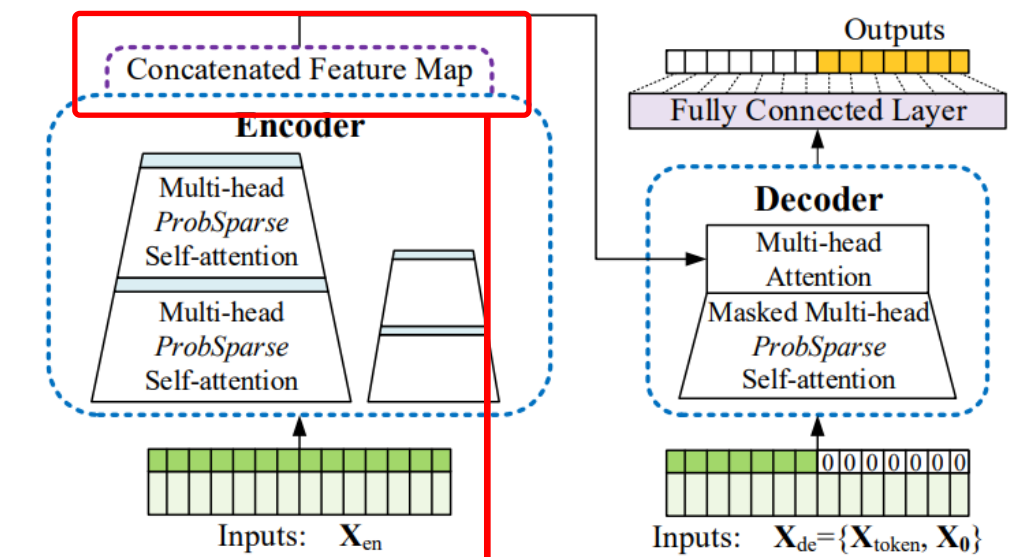 Concatenated Feature Map
Encoder
Multi-head
ProbSparse
Self-attention
Multi-head
ProbSparse
Self-attention
Inputs: Xen
Outputs
Fully Connected Layer
Decoder
Multi-head
Attention
Masked Multi-head
ProbSparse
Self-attention
0 0 0 0 0 0 0
Inputs: Xde={Xtoken, X0}